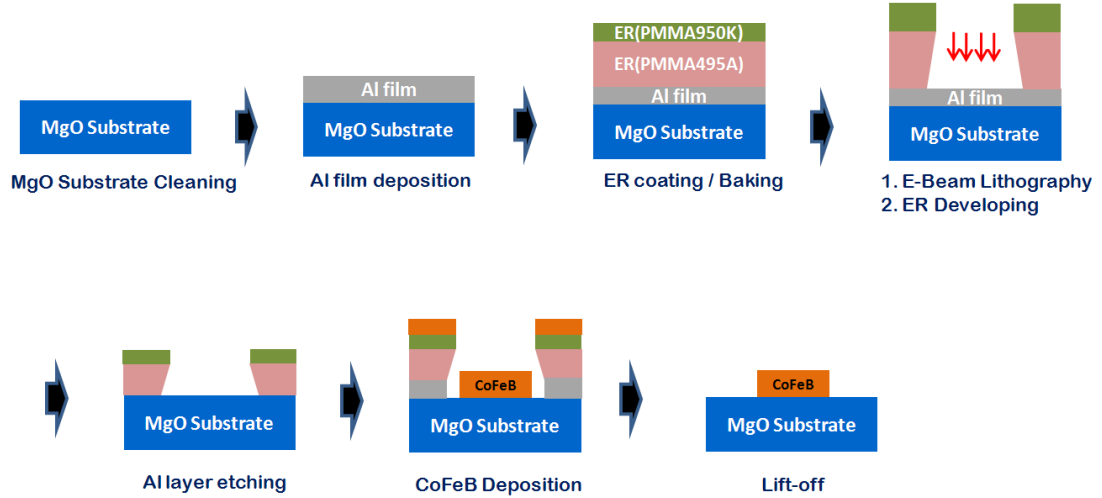 MgO Substrate
MgO Substrate Cleaning
Al film
MgO Substrate
Al film deposition
ER(PMMA950K)
ER(PMMA495A)
Al film
MgO Substrate
ER coating / Baking
Al film
MgO Substrate
1. E-Beam Lithography
2. ER Developing
MgO Substrate
Al layer etching
CoFeB
MgO Substrate
CoFeB Deposition
CoFeB
MgO Substrate
Lift-off